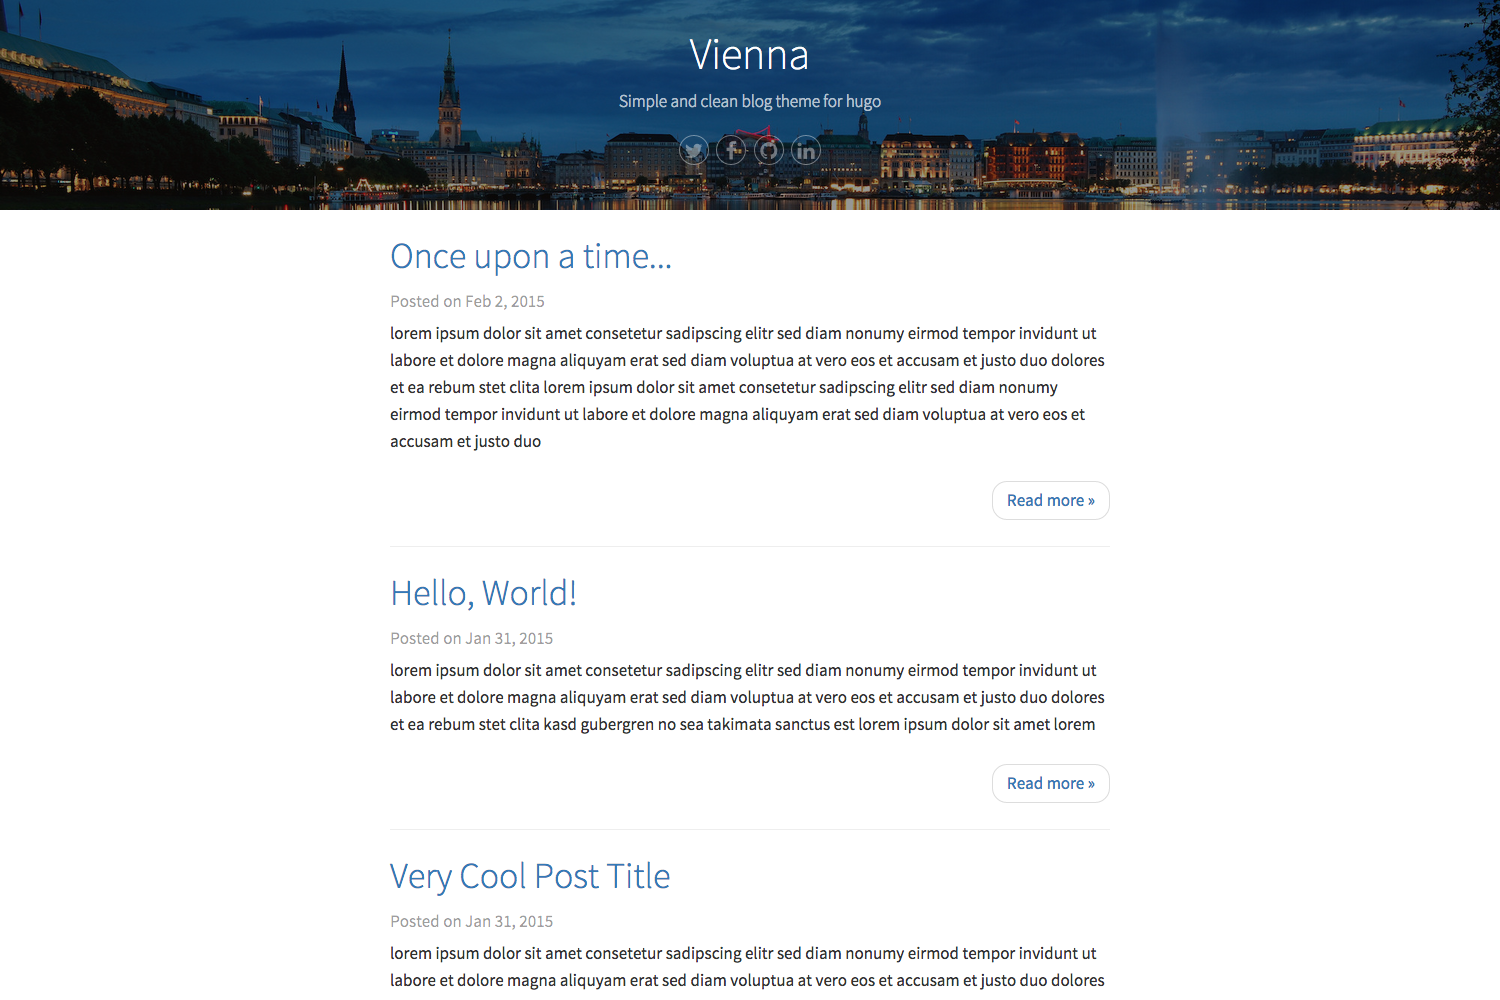 Vienna
Simple and clean blog theme for hugo
Once upon a time...
Posted on Feb 2, 2015
lorem ipsum dolor sit amet consetetur sadipscing elitr sed diam nonumy eirmod tempor invidunt ut
labore et dolore magna aliquyam erat sed diam voluptua at vero eos et accusam et justo duo dolores
et ea rebum stet clita lorem ipsum dolor sit amet consetetur sadipscing elitr sed diam nonumy
eirmod tempor invidunt ut labore et dolore magna aliquyam erat sed diam voluptua at vero eos et
accusam et justo duo
Read more »
Hello, World!
Posted on Jan 31, 2015
lorem ipsum dolor sit amet consetetur sadipscing elitr sed diam nonumy eirmod tempor invidunt ut
labore et dolore magna aliquyam erat sed diam voluptua at vero eos et accusam et justo duo dolores
et ea rebum stet clita kasd gubergren no sea takimata sanctus est lorem ipsum dolor sit amet lorem
Read more »
Very Cool Post Title
Posted on Jan 31, 2015
lorem ipsum dolor sit amet consetetur sadipscing elitr sed diam nonumy eirmod tempor invidunt ut
labore et dolore magna aliquyam erat sed diam voluptua at vero eos et accusam et justo duo dolores